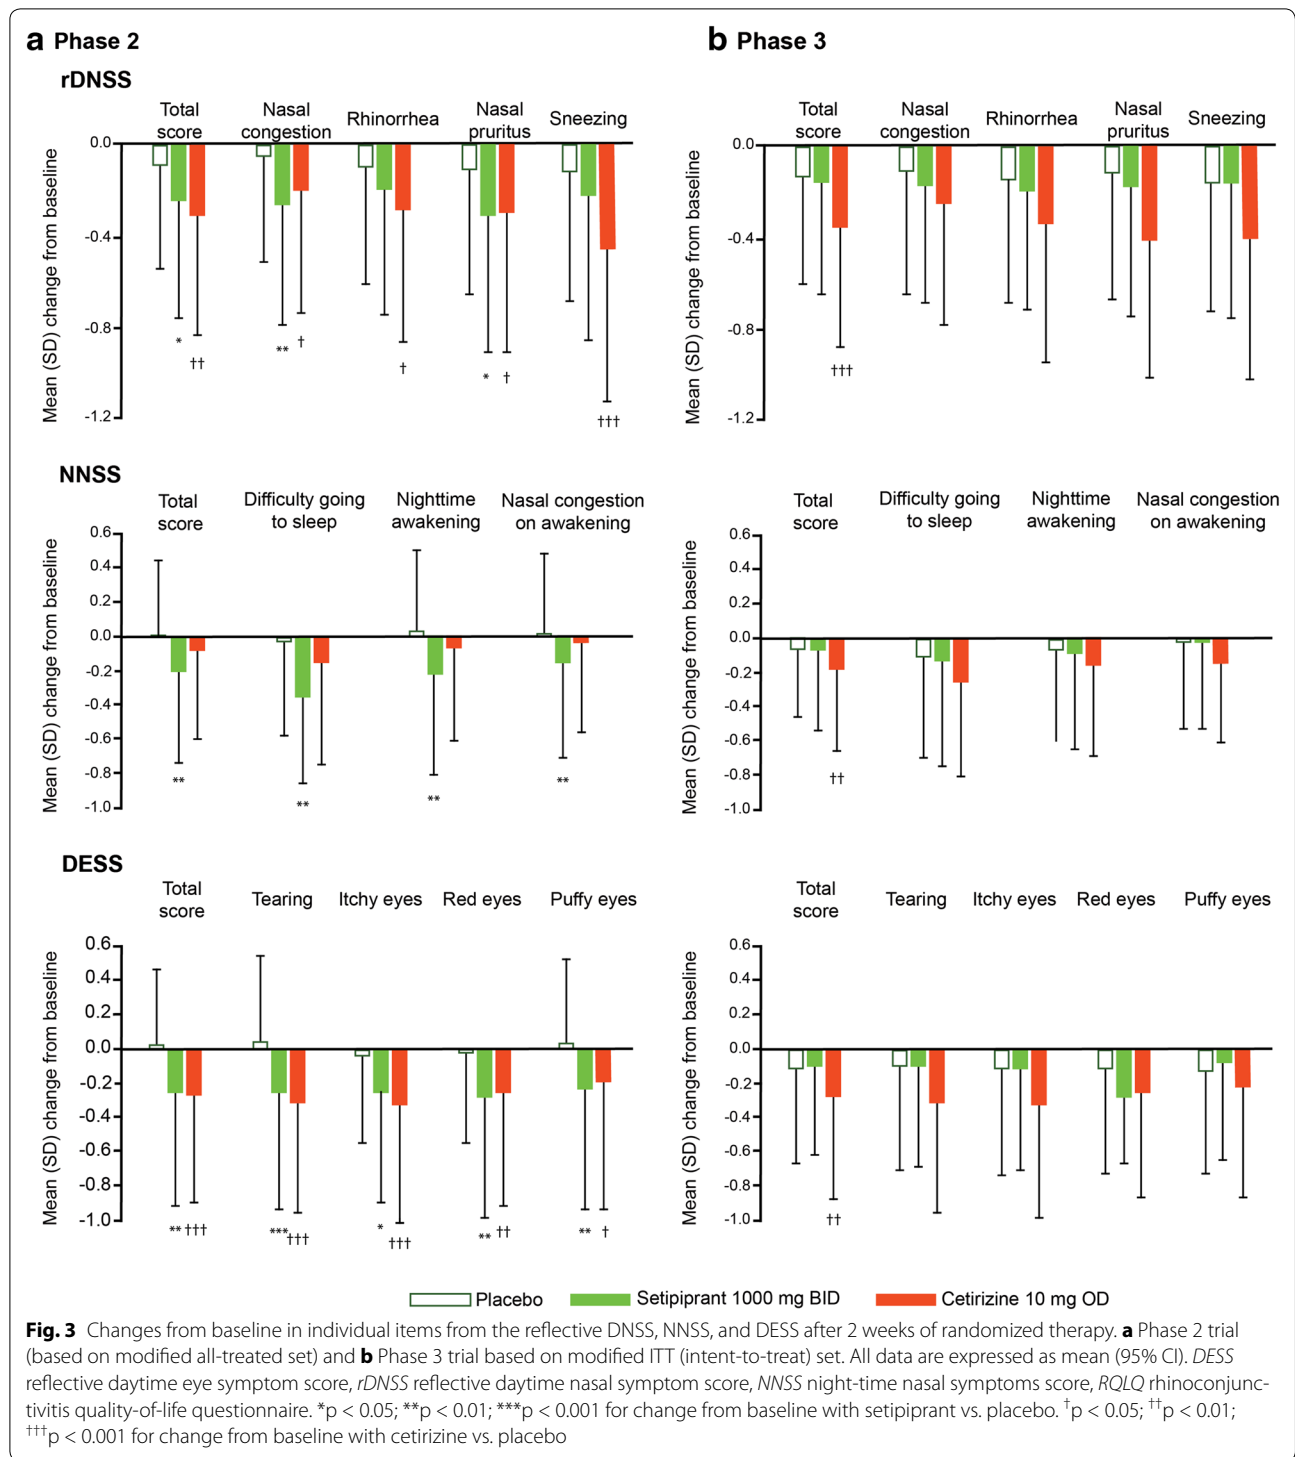 a Phase 2
rDNSS
Total score
Nasal congestion
Rhinorrhea
Nasal pruritus
Sneezing
Mean (SD) change from baseline
0.0
-0.4
-0.8
-1.2
*
††
**
†
†
*
†
†††
b Phase 3
Total score
Nasal congestion
Rhinorrhea
Nasal pruritus
Sneezing
Mean (SD) change from baseline
0.0
-0.4
-0.8
-1.2
†††
NNSS
Total score
Difficulty going to sleep
Nighttime awakening
Nasal congestion on awakening
Mean (SD) change from baseline
0.6
0.4
0.2
0.0
-0.2
-0.4
-0.6
-0.8
-1.0
**
**
**
**
Total score
Difficulty going to sleep
Nighttime awakening
Nasal congestion on awakening
Mean (SD) change from baseline
0.6
0.4
0.2
0.0
-0.2
-0.4
-0.6
-0.8
-1.0
††
DESS
Total score
Tearing
Itchy eyes
Red eyes
Puffy eyes
Mean (SD) change from baseline
0.6
0.4
0.2
0.0
-0.2
-0.4
-0.6
-0.8
-1.0
** †††
*** †††
* †††
** ††
** †
Total score
Tearing
Itchy eyes
Red eyes
Puffy eyes
Mean (SD) change from baseline
0.6
0.4
0.2
0.0
-0.2
-0.4
-0.6
-0.8
-1.0
††
Placebo Setipiprant 1000 mg BID Cetirizine 10 mg OD
Fig. 3 Changes from baseline in individual items from the reflective DNSS, NNSS, and DESS after 2 weeks of randomized therapy. a Phase 2 trial
(based on modified all-treated set) and b Phase 3 trial based on modified ITT (intent-to-treat) set. All data are expressed as mean (95% CI). DESS
reflective daytime eye symptom score, rDNSS reflective daytime nasal symptom score, NNSS night-time nasal symptoms score, RQLQ rhinoconjunc-
tivitis quality-of-life questionnaire. *p < 0.05; **p < 0.01; ***p < 0.001 for change from baseline with setipiprant vs. placebo. †p < 0.05; ††p < 0.01;
†††p < 0.001 for change from baseline with cetirizine vs. placebo